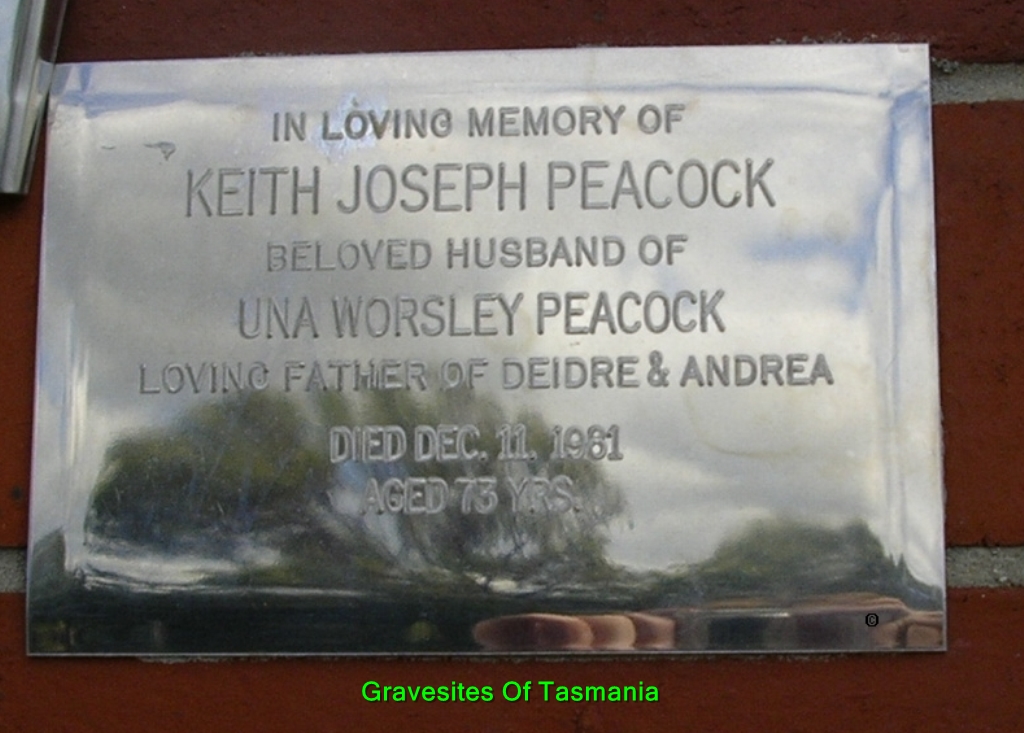 IN LOVING MEMORY OF
KEITH JOSEPH PEACOCK
BELOVED HUSBAND OF
UNA WORSLEY PEACOCK
LOVING FATHER OF DEIDRE & ANDREA
DIED DEC. 11, 1981
AGED 73 YRS.
©
Gravesites Of Tasmania